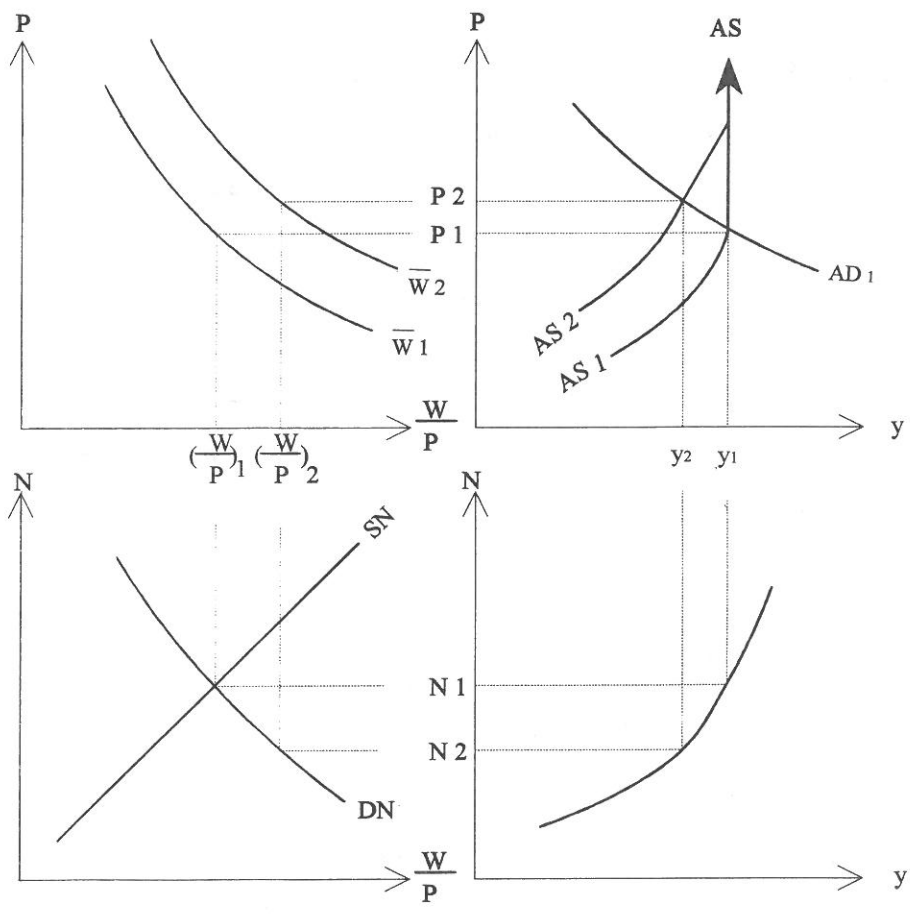 P
P
AS
P 2
P 1
W̅ 2
W̅ 1
AD 1
AS 2
AS 1
W
P
y
(W/P)1 (W/P)2
y2 y1
N
N
SN
N 1
N 2
DN
W
P
y